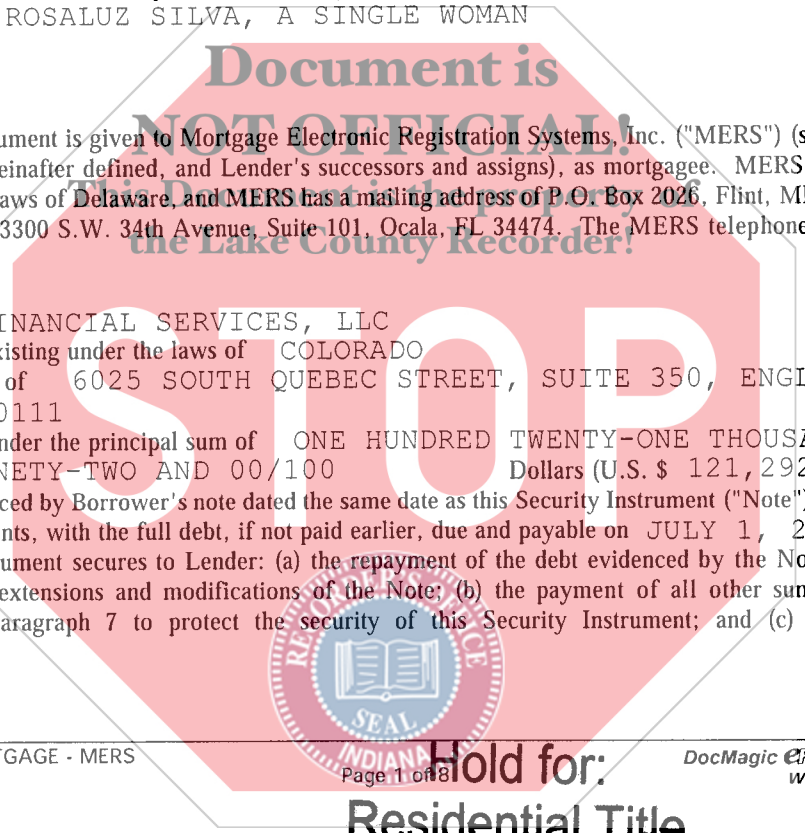 ROSALUZ SILVA, A SINGLE WOMAN
Document is
NOT OFFICIAL!
This Document is the property of
the Lake County Recorder!
ument is given to Mortgage Electronic Registration Systems, Inc. ("MERS") (s
einafter defined, and Lender's successors and assigns), as mortgagee. MERS
aws of Delaware, and MERS has a mailing address of P.O. Box 2026, Flint, M
3300 S.W. 34th Avenue, Suite 101, Ocala, FL 34474. The MERS telephone
STOP
INANCIAL SERVICES, LLC
xisting under the laws of COLORADO
of 6025 SOUTH QUEBEC STREET, SUITE 350, ENGL
0111
nder the principal sum of ONE HUNDRED TWENTY-ONE THOUSA
NETY-TWO AND 00/100 Dollars (U.S. $ 121,292
ced by Borrower's note dated the same date as this Security Instrument ("Note")
nts, with the full debt, if not paid earlier, due and payable on JULY 1, 2
ument secures to Lender: (a) the repayment of the debt evidenced by the No
extensions and modifications of the Note; (b) the payment of all other sum
aragraph 7 to protect the security of this Security Instrument; and (c)
RECORDER'S OFFICE
SEAL
INDIANA
TGAGE - MERS
Page 1 of 8
Hold for:
DocMagic
Residential Title